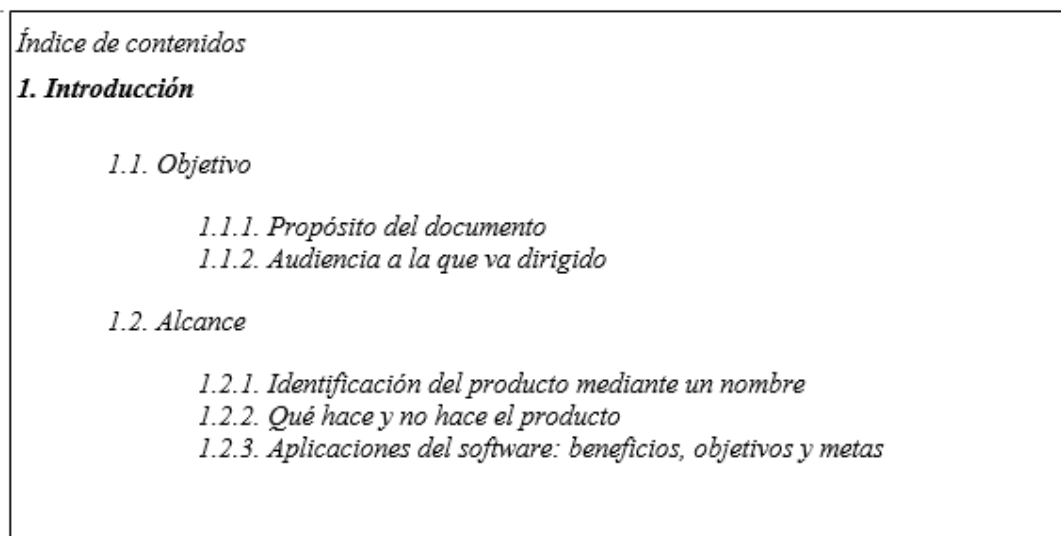 Índice de contenidos
1. Introducción
1.1. Objetivo
1.1.1. Propósito del documento
1.1.2. Audiencia a la que va dirigido
1.2. Alcance
1.2.1. Identificación del producto mediante un nombre
1.2.2. Qué hace y no hace el producto
1.2.3. Aplicaciones del software: beneficios, objetivos y metas